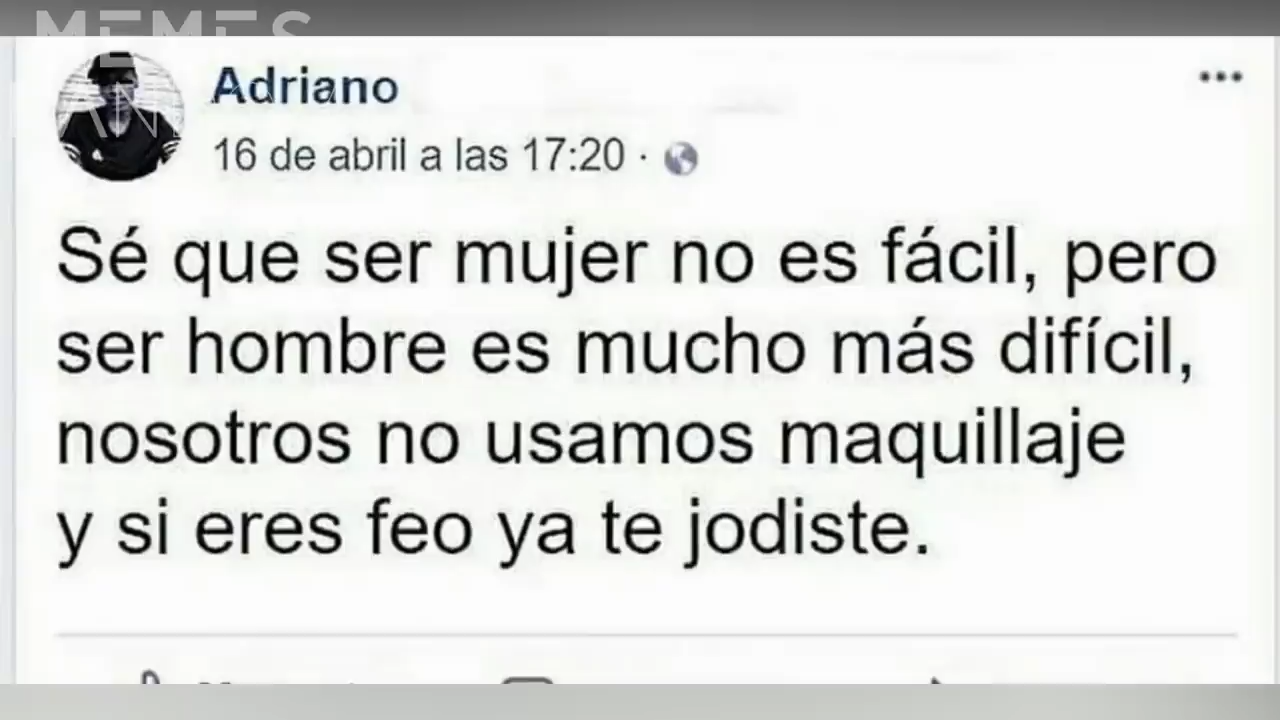 MEMES
Adriano
16 de abril a las 17:20 ·
Sé que ser mujer no es fácil, pero
ser hombre es mucho más difícil,
nosotros no usamos maquillaje
y si eres feo ya te jodiste.